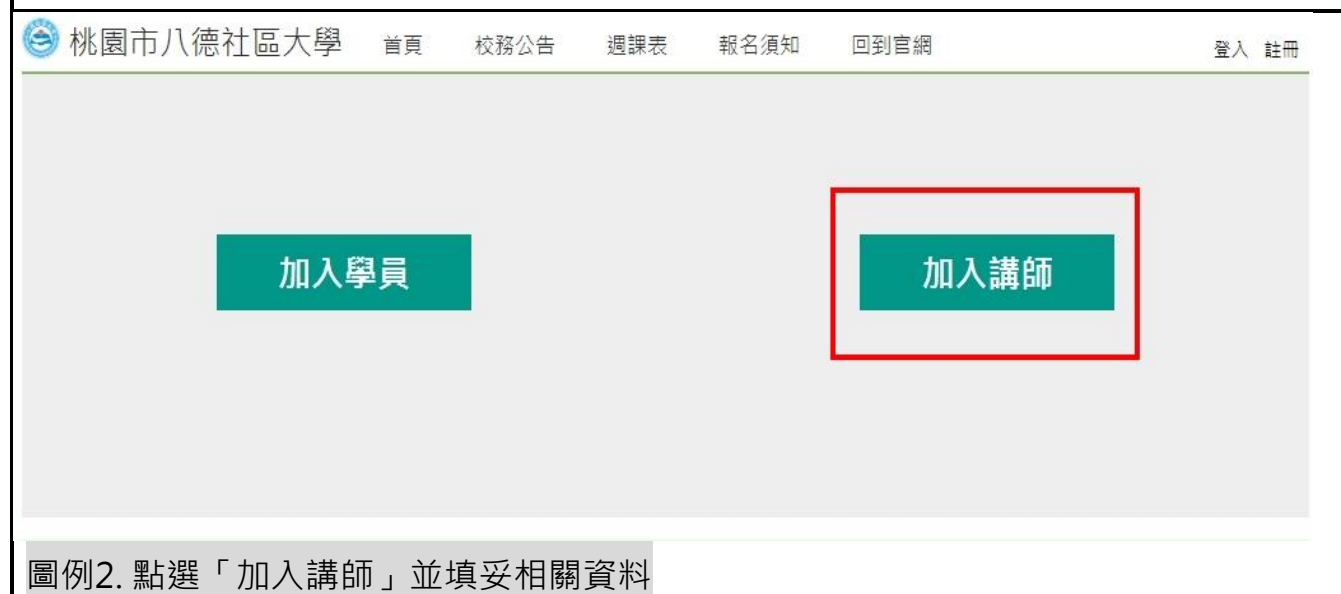 桃園市八德社區大學 首頁 校務公告 週課表 報名須知 回到官網 登入 註冊
加入學員 加入講師
圖例2. 點選「加入講師」並填妥相關資料